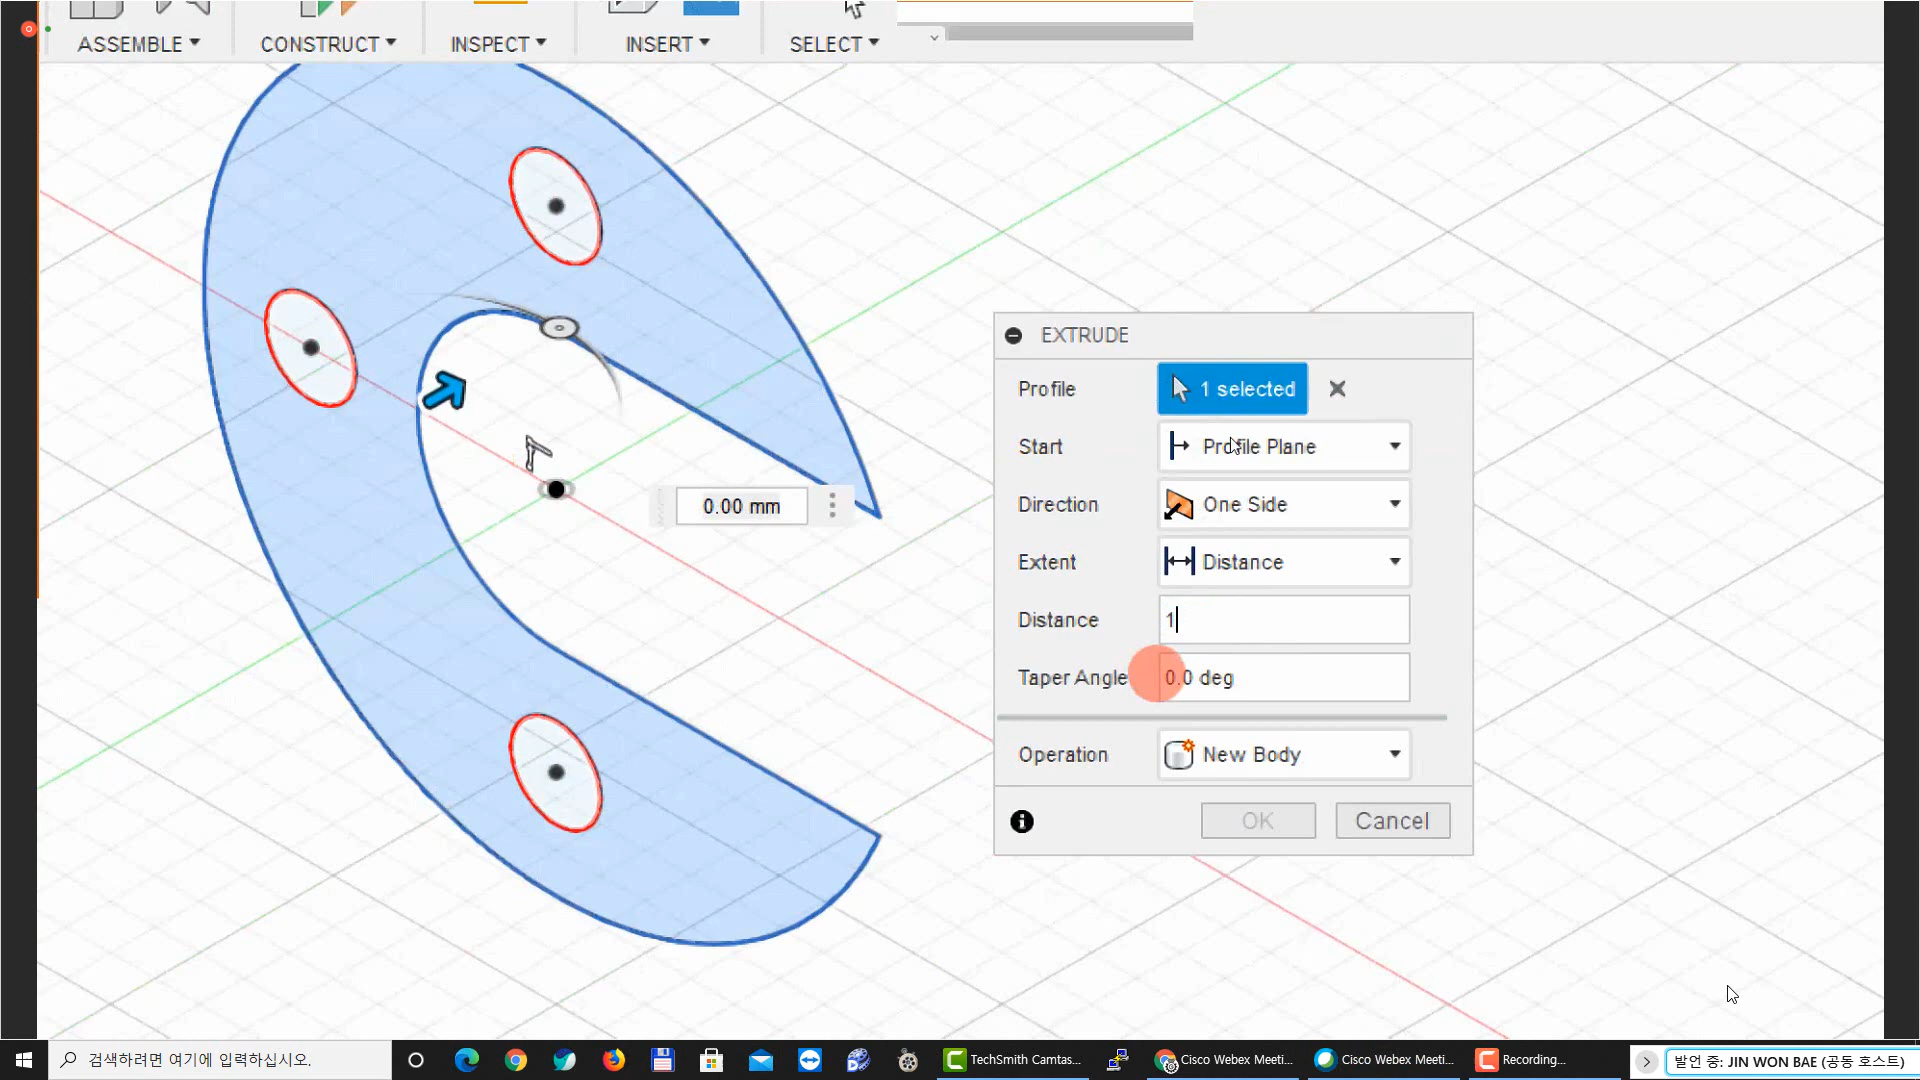 ASSEMBLE CONSTRUCT INSPECT INSERT SELECT
EXTRUDE
Profile 1 selected
Start Profile Plane
Direction One Side
0.00 mm
Extent Distance
Distance 1
Taper Angle 0.0 deg
Operation New Body
OK Cancel
검색하려면 여기에 입력하십시오.
TechSmith Camtas...
Cisco Webex Meeti...
Cisco Webex Meeti...
Recording...
발언 중: JIN WON BAE (공동 호스트)